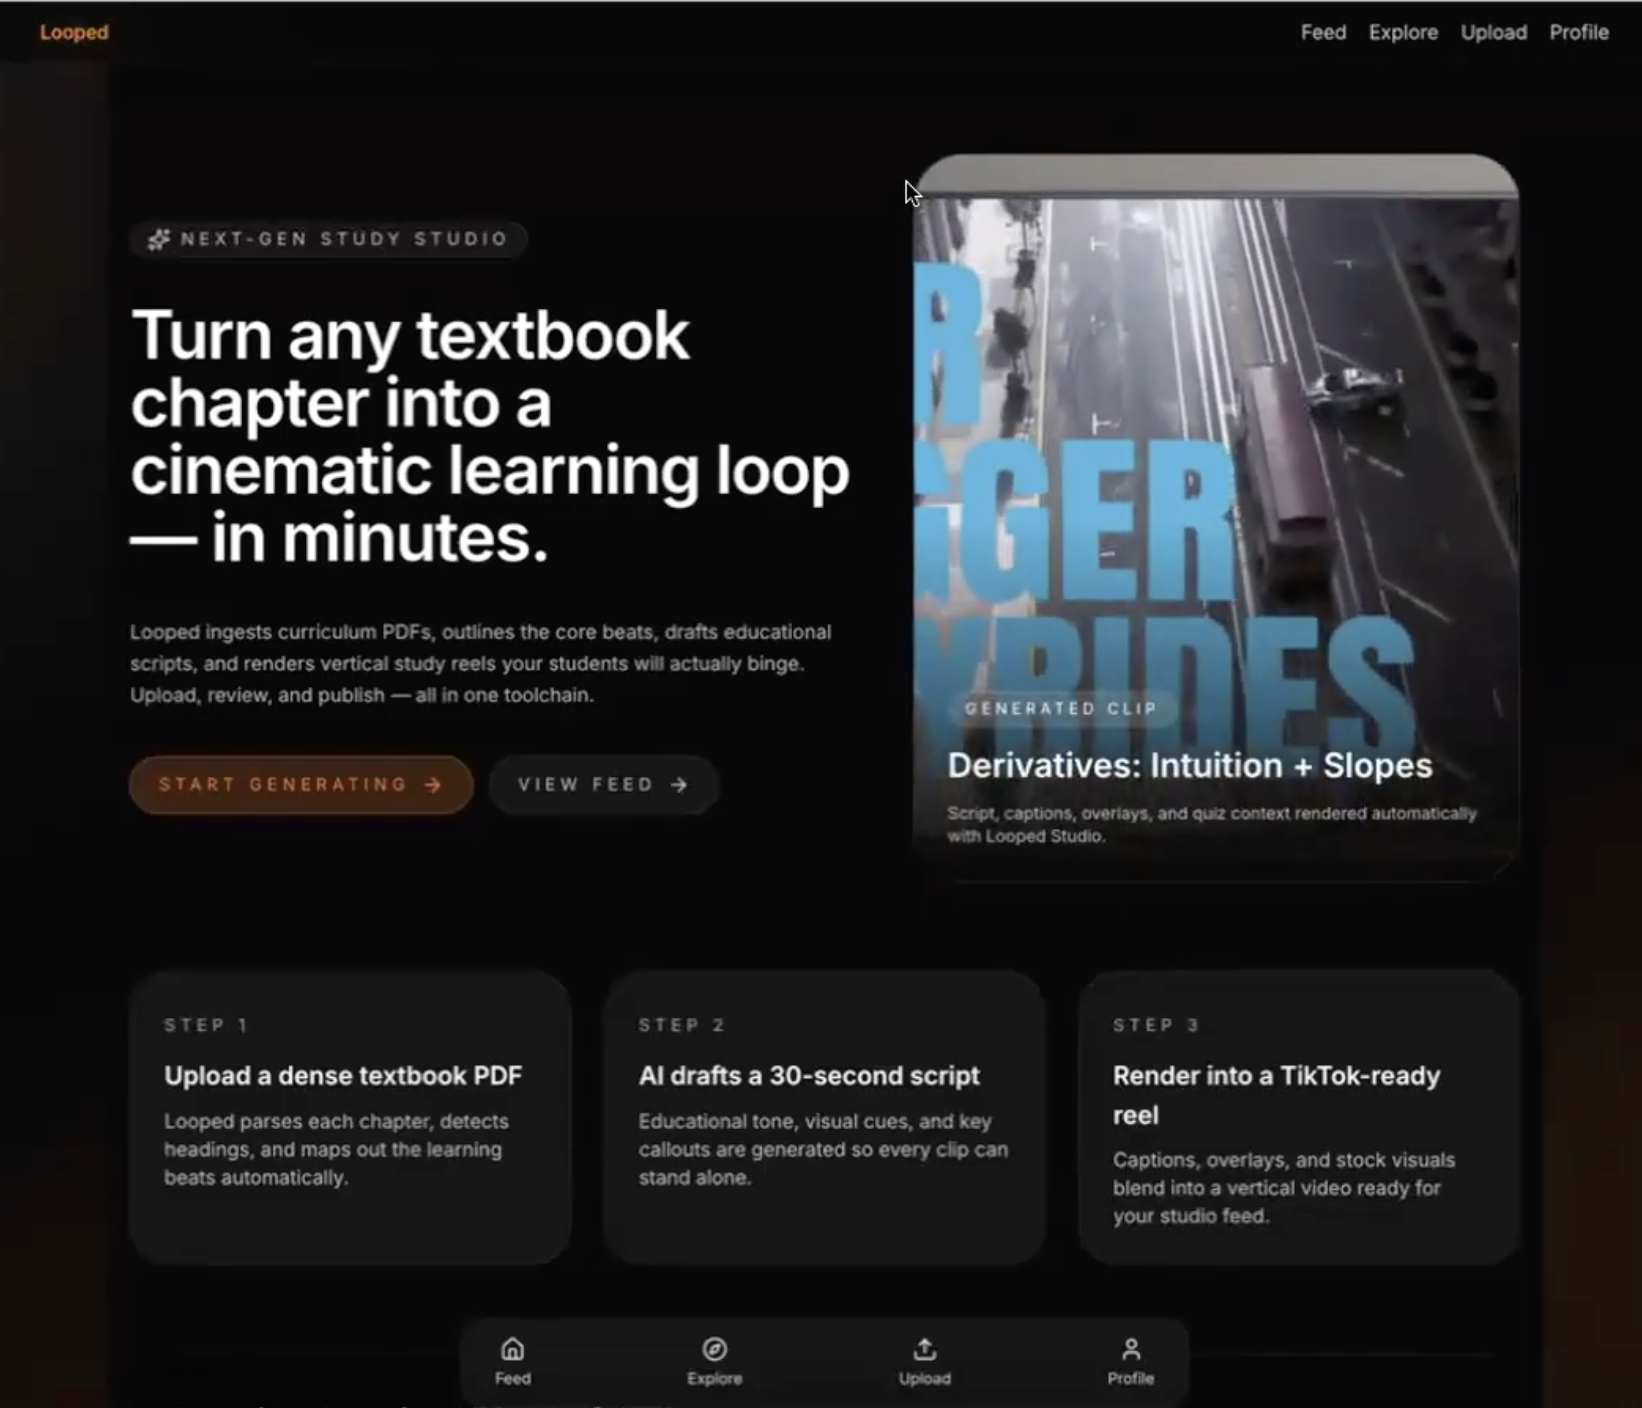 Looped
Feed Explore Upload Profile
NEXT-GEN STUDY STUDIO
Turn any textbook
chapter into a
cinematic learning loop
— in minutes.
Looped ingests curriculum PDFs, outlines the core beats, drafts educational
scripts, and renders vertical study reels your students will actually binge.
Upload, review, and publish — all in one toolchain.
START GENERATING →
VIEW FEED →
R
GER
RIDES
GENERATED CLIP
Derivatives: Intuition + Slopes
Script, captions, overlays, and quiz context rendered automatically
with Looped Studio.
STEP 1
Upload a dense textbook PDF
Looped parses each chapter, detects
headings, and maps out the learning
beats automatically.
STEP 2
AI drafts a 30-second script
Educational tone, visual cues, and key
callouts are generated so every clip can
stand alone.
STEP 3
Render into a TikTok-ready
reel
Captions, overlays, and stock visuals
blend into a vertical video ready for
your studio feed.
Feed Explore Upload Profile